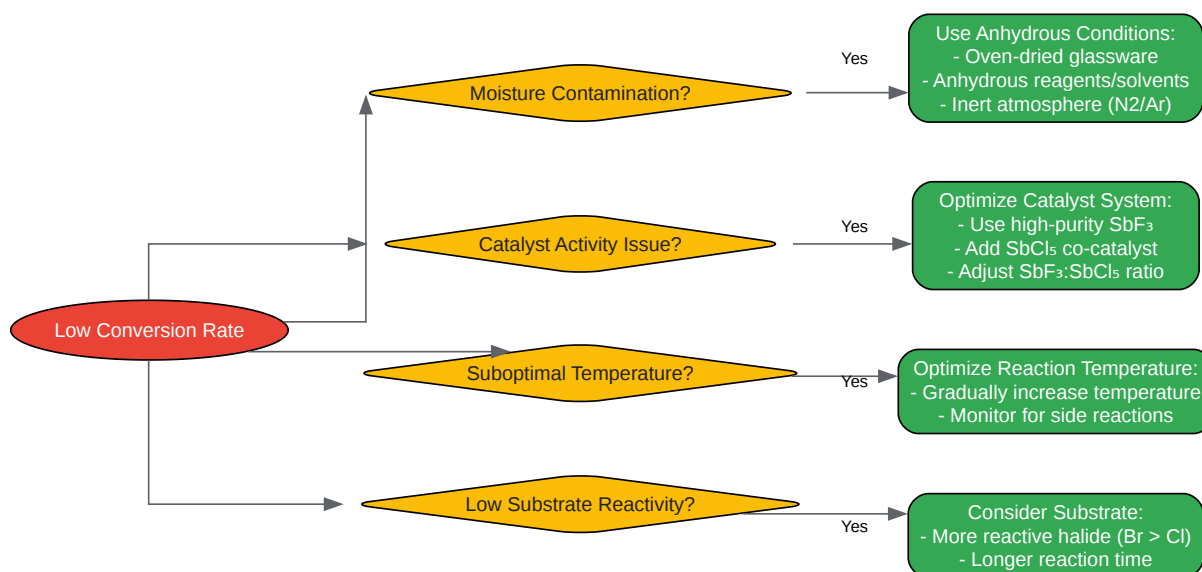 Low Conversion Rate
Moisture Contamination?
Yes
Use Anhydrous Conditions:
- Oven-dried glassware
- Anhydrous reagents/solvents
- Inert atmosphere (N2/Ar)
Catalyst Activity Issue?
Yes
Optimize Catalyst System:
- Use high-purity SbF₃
- Add SbCl₅ co-catalyst
- Adjust SbF₃:SbCl₅ ratio
Suboptimal Temperature?
Yes
Optimize Reaction Temperature:
- Gradually increase temperature
- Monitor for side reactions
Low Substrate Reactivity?
Yes
Consider Substrate:
- More reactive halide (Br > Cl)
- Longer reaction time